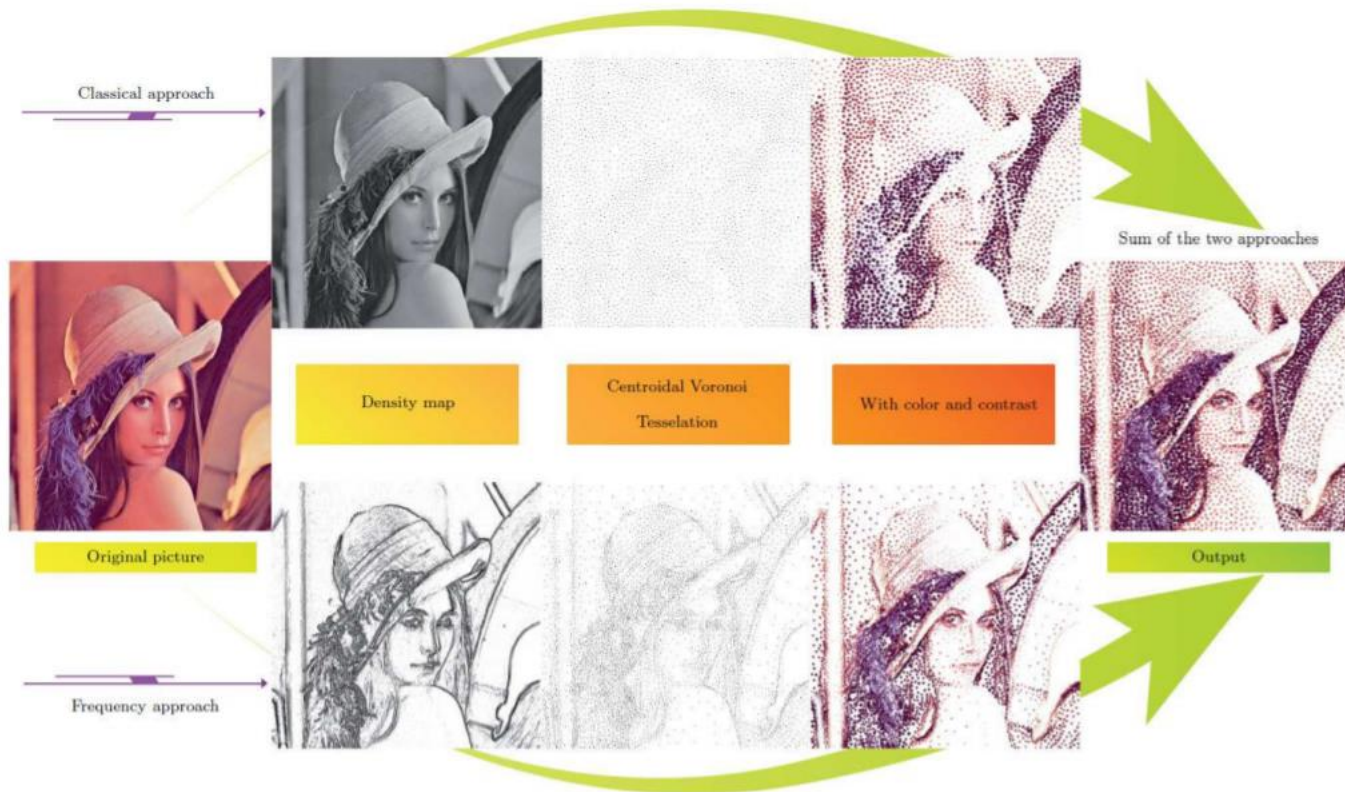 Classical approach
Sum of the two approaches
Density map
Centroidal Voronoi
Tesselation
With color and contrast
Original picture
Output
Frequency approach